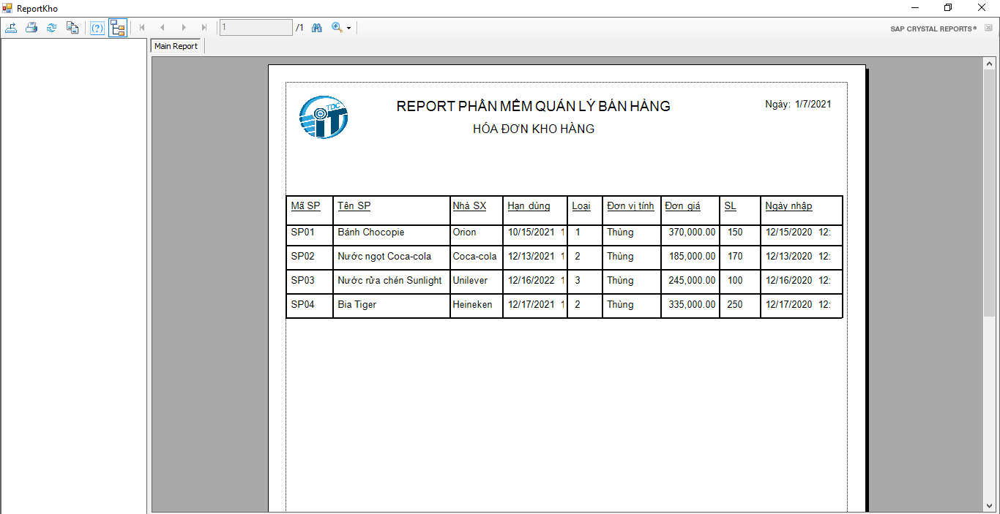 ReportKho
1 /1 SAP CRYSTAL REPORTS®
Main Report
TDC
iT
REPORT PHẦN MỀM QUẢN LÝ BÁN HÀNG
Ngày: 1/7/2021
HÓA ĐƠN KHO HÀNG
Mã SP Tên SP Nhà SX Hạn dùng Loại Đơn vị tính Đơn giá SL Ngày nhập
SP01 Bánh Chocopie Orion 10/15/2021 1 1 Thùng 370,000.00 150 12/15/2020 12:
SP02 Nước ngọt Coca-cola Coca-cola 12/13/2021 1 2 Thùng 185,000.00 170 12/13/2020 12:
SP03 Nước rửa chén Sunlight Unilever 12/16/2022 1 3 Thùng 245,000.00 100 12/16/2020 12:
SP04 Bia Tiger Heineken 12/17/2021 1 2 Thùng 335,000.00 250 12/17/2020 12: